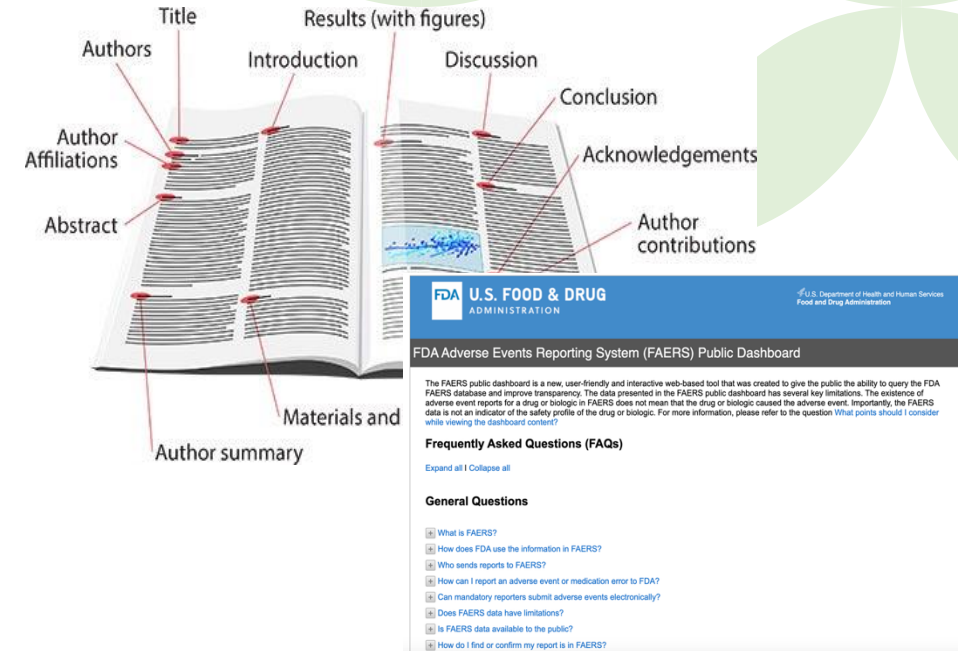 Title
Results (with figures)
Authors
Introduction
Discussion
Conclusion
Author
Affiliations
Acknowledgements
Abstract
Author
contributions
Materials and
Author summary
FDA U.S. FOOD & DRUG
ADMINISTRATION
U.S. Department of Health and Human Services
Food and Drug Administration
FDA Adverse Events Reporting System (FAERS) Public Dashboard
The FAERS public dashboard is a new, user-friendly and interactive web-based tool that was created to give the public the ability to query the FDA
FAERS database and improve transparency. The data presented in the FAERS public dashboard has several key limitations. The existence of
adverse event reports for a drug or biologic in FAERS does not mean that the drug or biologic caused the adverse event. Importantly, the FAERS
data is not an indicator of the safety profile of the drug or biologic. For more information, please refer to the question What points should I consider
while viewing the dashboard content?
Frequently Asked Questions (FAQs)
Expand all I Collapse all
General Questions
What is FAERS?
How does FDA use the information in FAERS?
Who sends reports to FAERS?
How can I report an adverse event or medication error to FDA?
Can mandatory reporters submit adverse events electronically?
Does FAERS data have limitations?
Is FAERS data available to the public?
How do I find or confirm my report is in FAERS?